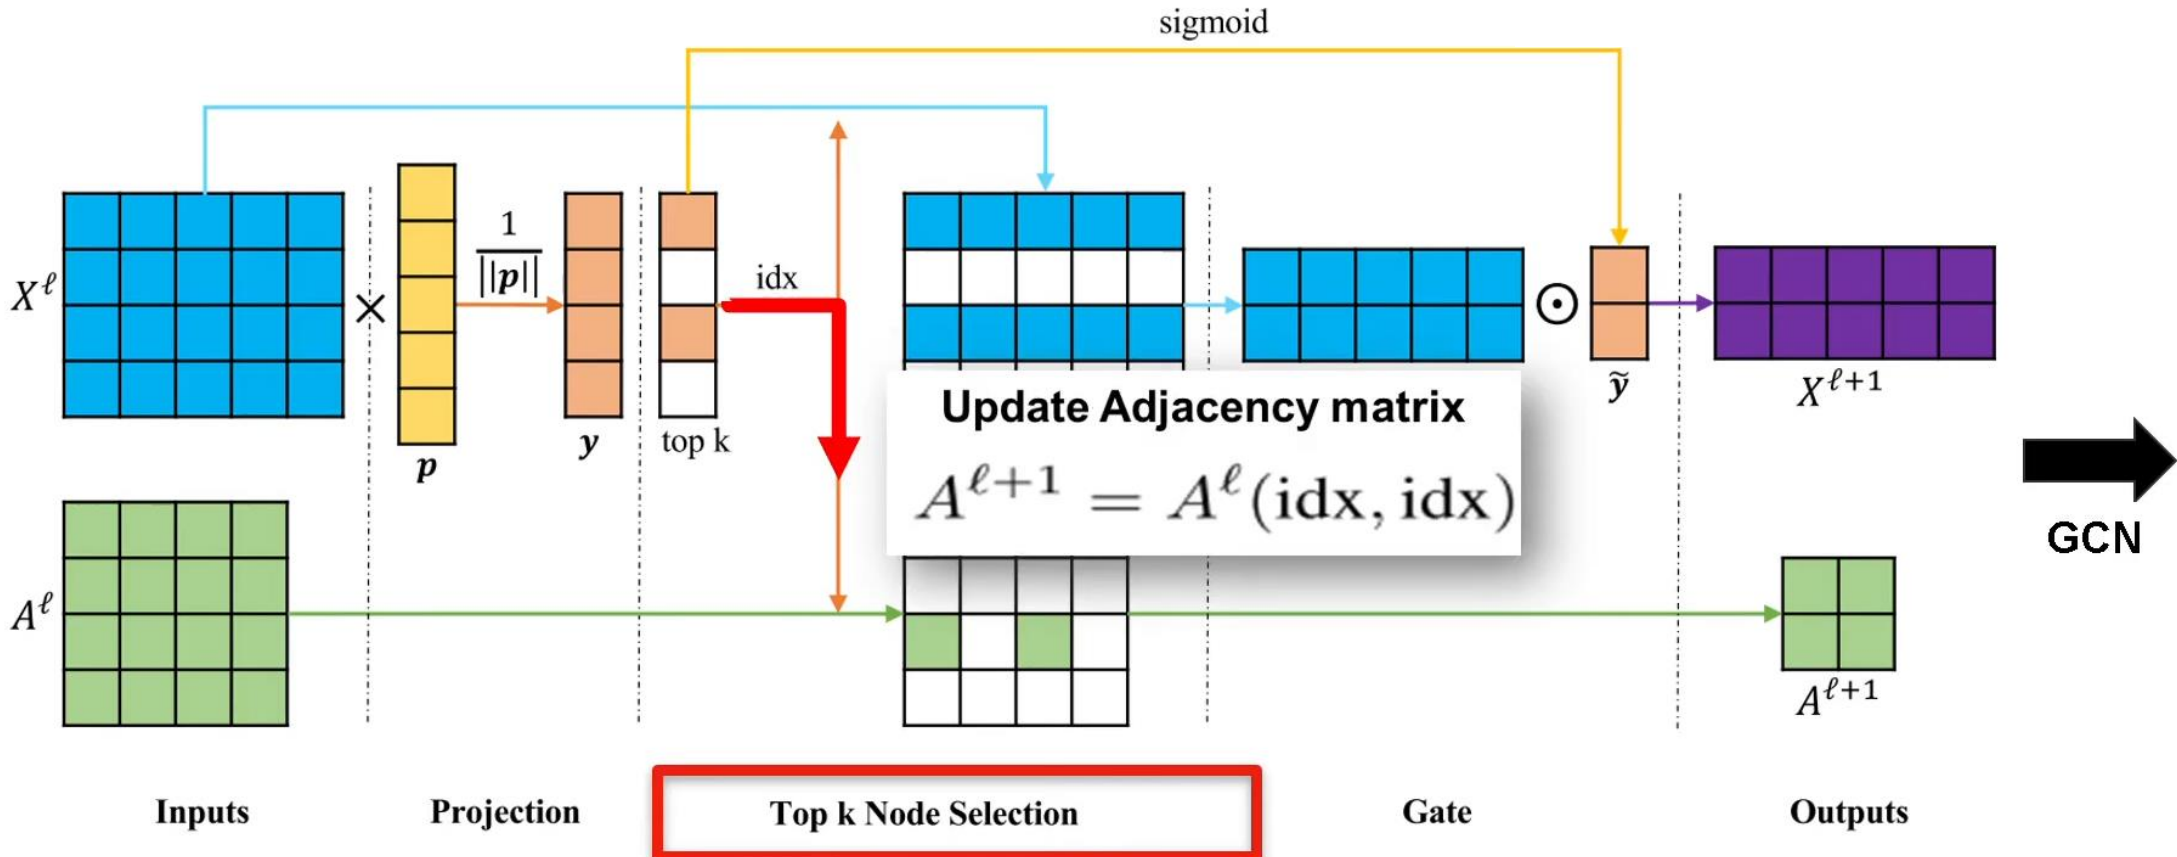 sigmoid
X^ℓ
×
p
1
||p||
y
top k
idx
Update Adjacency matrix
A^{ℓ+1} = A^ℓ(idx, idx)
⊙
ỹ
X^{ℓ+1}
GCN
A^ℓ
A^{ℓ+1}
Inputs
Projection
Top k Node Selection
Gate
Outputs